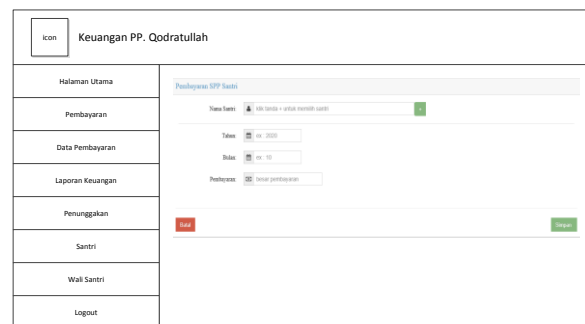 icon
Keuangan PP. Qodratullah
Halaman Utama
Pembayaran
Data Pembayaran
Laporan Keuangan
Penunggakan
Santri
Wali Santri
Logout
Pembayaran SPP Santri
Nama Santri
klik tanda + untuk memilih santri
+
Tahun
ex : 2020
Bulan
ex : 10
Pembayaran
besar pembayaran
Batal
Simpan